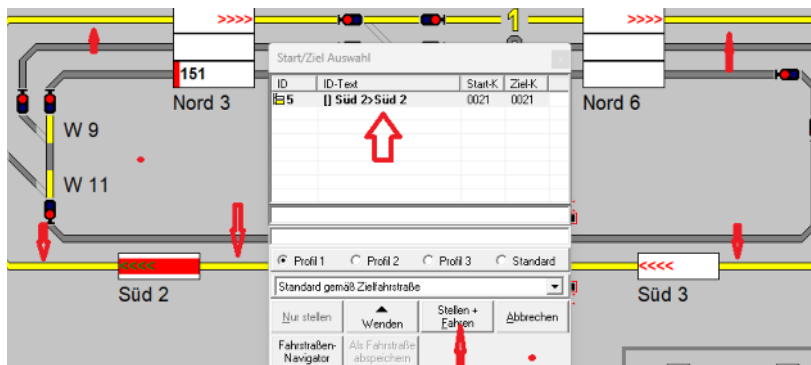 >>>>
1
>>>>
Start/Ziel Auswahl
151
ID ID-Text Start-K Ziel-K
5 [] Süd 2>Süd 2 0021 0021
Nord 3
Nord 6
W 9
W 11
Profil 1 Profil 2 Profil 3 Standard
<<<<
<<<<
Standard gemäß Zielfahrstraße
Süd 2
Süd 3
Nur stellen
Wenden
Stellen +
Fahren
Abbrechen
Fahrstraßen-
Navigator
Als Fahrstraße
abspeichern